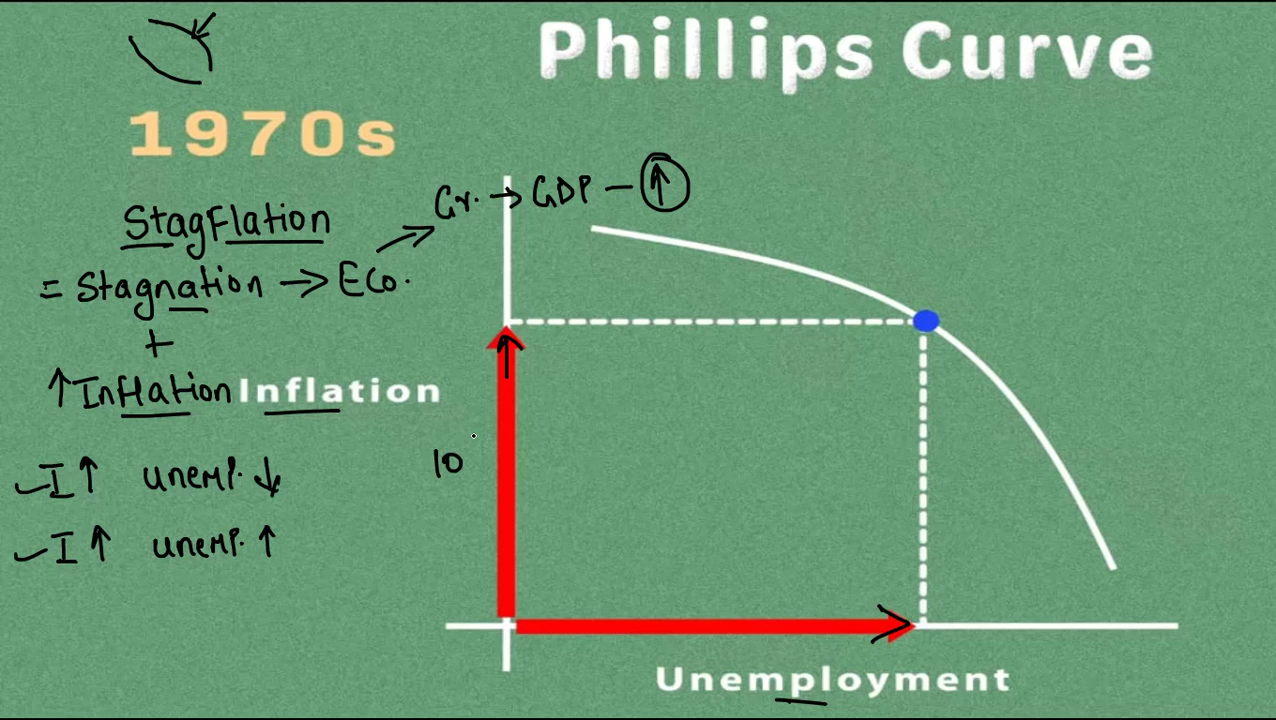 Phillips Curve
1970s
Gr. → GDP – ↑
StagFlation
= Stagnation → Eco.
+
↑ Inflation
Inflation
I ↑ unemp. ↓
10
I ↑ unemp. ↑
Unemployment